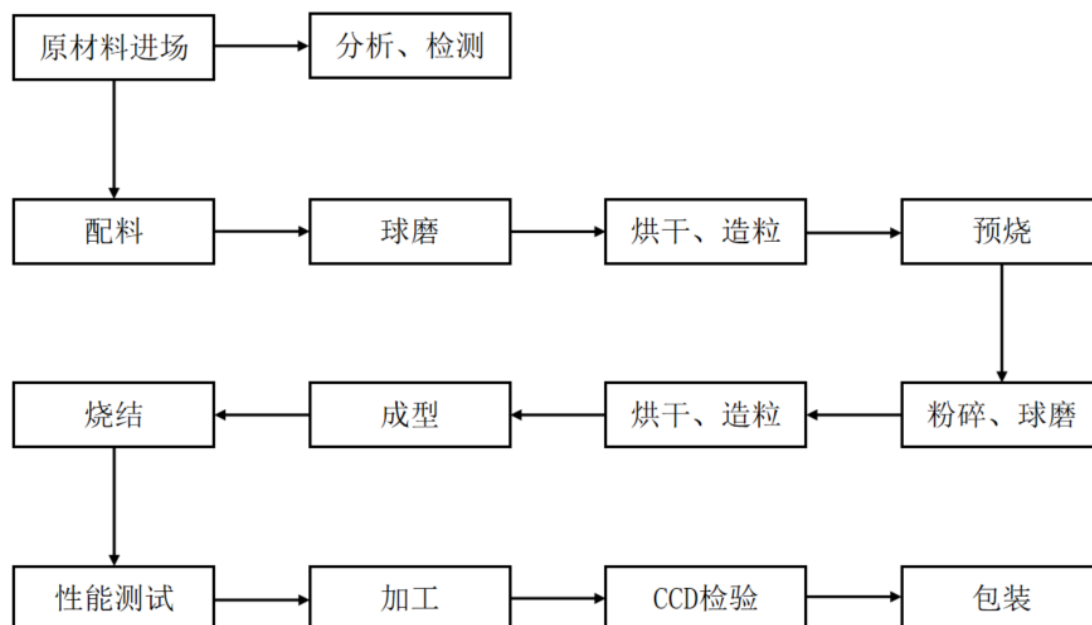 原材料进场
分析、检测
配料
球磨
烘干、造粒
预烧
烧结
成型
烘干、造粒
粉碎、球磨
性能测试
加工
CCD检验
包装